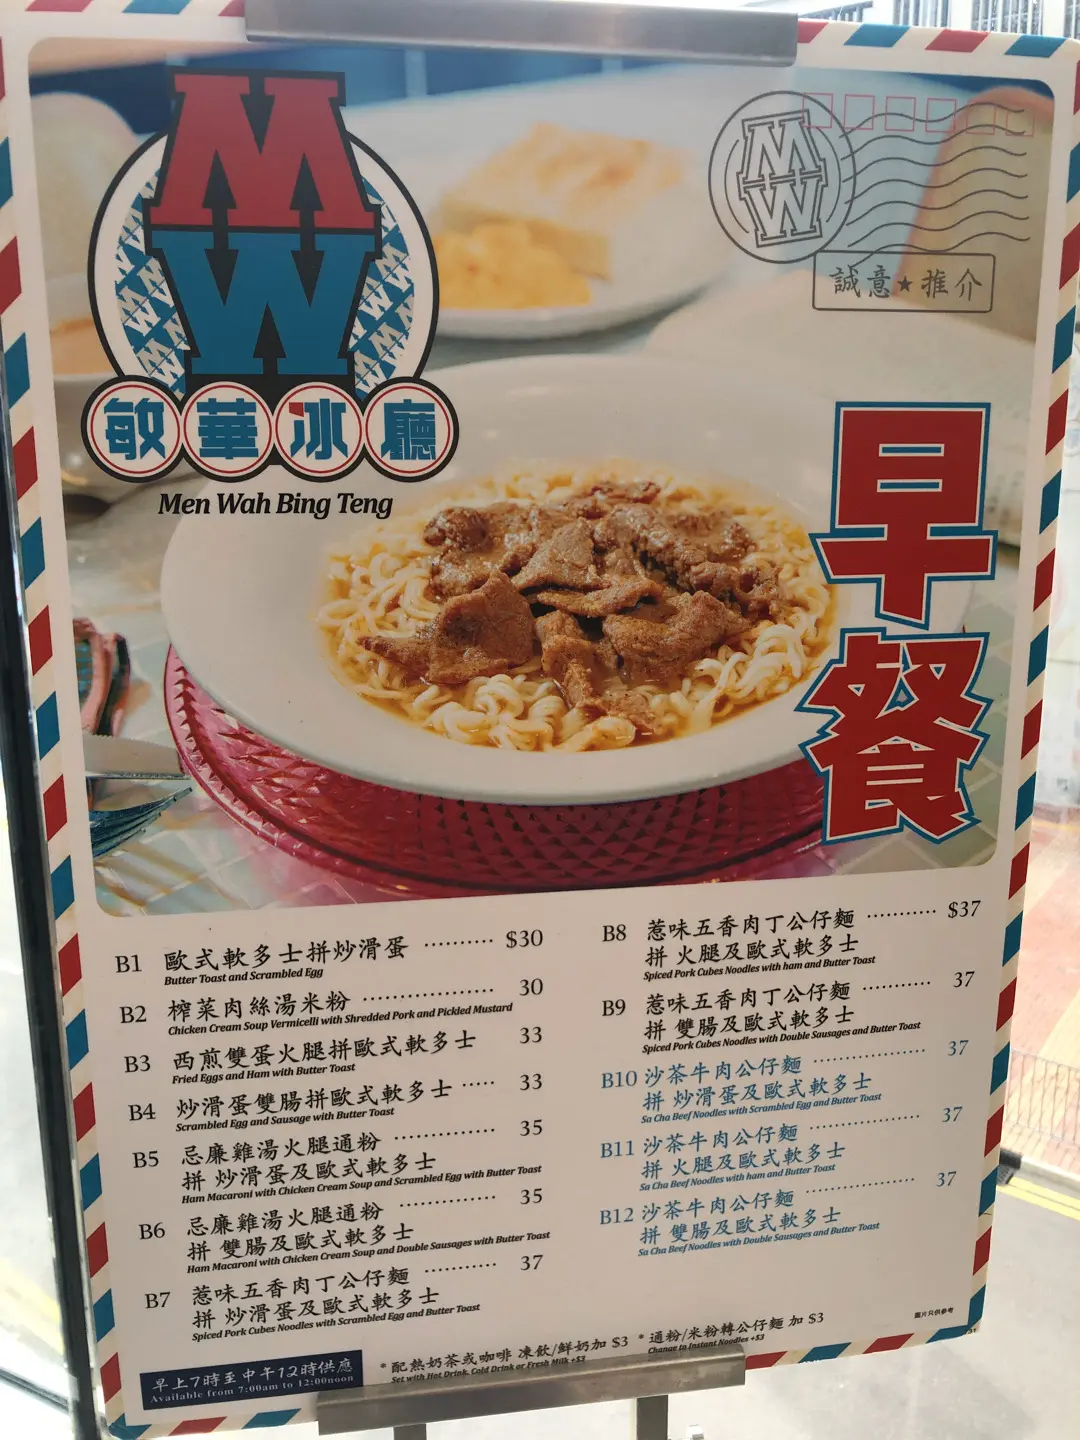 MW
MW
誠意★推介
敏華冰廳
Men Wah Bing Teng
早餐
B1 歐式軟多士拼炒滑蛋 ………… $30
Butter Toast and Scrambled Egg
B2 榨菜肉絲湯米粉 ………… 30
Chicken Cream Soup Vermicelli with Shredded Pork and Pickled Mustard
B3 西煎雙蛋火腿拼歐式軟多士 33
Fried Eggs and Ham with Butter Toast
B4 炒滑蛋雙腸拼歐式軟多士 …… 33
Scrambled Egg and Sausage with Butter Toast
B5 忌廉雞湯火腿通粉 ………… 35
拼 炒滑蛋及歐式軟多士
Ham Macaroni with Chicken Cream Soup and Scrambled Egg with Butter Toast
B6 忌廉雞湯火腿通粉 ………… 35
拼 雙腸及歐式軟多士
Ham Macaroni with Chicken Cream Soup and Double Sausages with Butter Toast
B7 惹味五香肉丁公仔麵 ………… 37
拼 炒滑蛋及歐式軟多士
Spiced Pork Cubes Noodles with Scrambled Egg and Butter Toast
B8 惹味五香肉丁公仔麵 ………… $37
拼 火腿及歐式軟多士
Spiced Pork Cubes Noodles with ham and Butter Toast
B9 惹味五香肉丁公仔麵 ………… 37
拼 雙腸及歐式軟多士
Spiced Pork Cubes Noodles with Double Sausages and Butter Toast
B10 沙茶牛肉公仔麵 ………… 37
拼 炒滑蛋及歐式軟多士
Sa Cha Beef Noodles with Scrambled Egg and Butter Toast
B11 沙茶牛肉公仔麵 ………… 37
拼 火腿及歐式軟多士
Sa Cha Beef Noodles with ham and Butter Toast
B12 沙茶牛肉公仔麵 ………… 37
拼 雙腸及歐式軟多士
Sa Cha Beef Noodles with Double Sausages and Butter Toast
圖片只供參考
早上7時至中午12時供應
Available from 7:00am to 12:00noon
* 配熱奶茶或咖啡 凍飲/鮮奶加 $3
Set with Hot Drink, Cold Drink or Fresh Milk +$3
* 通粉/米粉轉公仔麵 加 $3
Change to Instant Noodles +$3